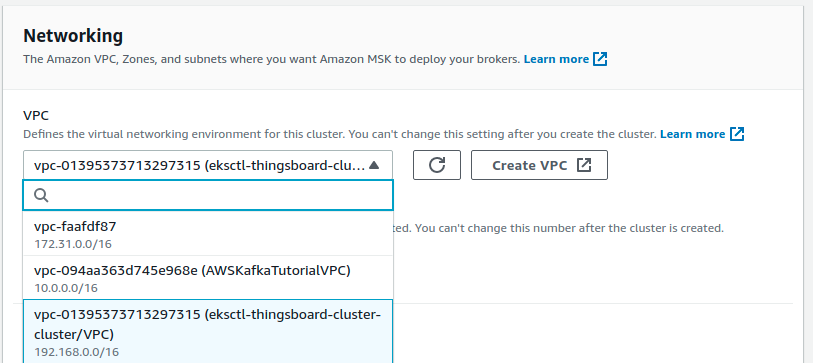 Networking
The Amazon VPC, Zones, and subnets where you want Amazon MSK to deploy your brokers. Learn more
VPC
Defines the virtual networking environment for this cluster. You can't change this setting after you create the cluster. Learn more
vpc-01395373713297315 (eksctl-thingsboard-clu... Create VPC
vpc-faafdf87
172.31.0.0/16
ted. You can't change this number after the cluster is created.
vpc-094aa363d745e968e (AWSKafkaTutorialVPC)
10.0.0.0/16
vpc-01395373713297315 (eksctl-thingsboard-cluster-
cluster/VPC)
192.168.0.0/16